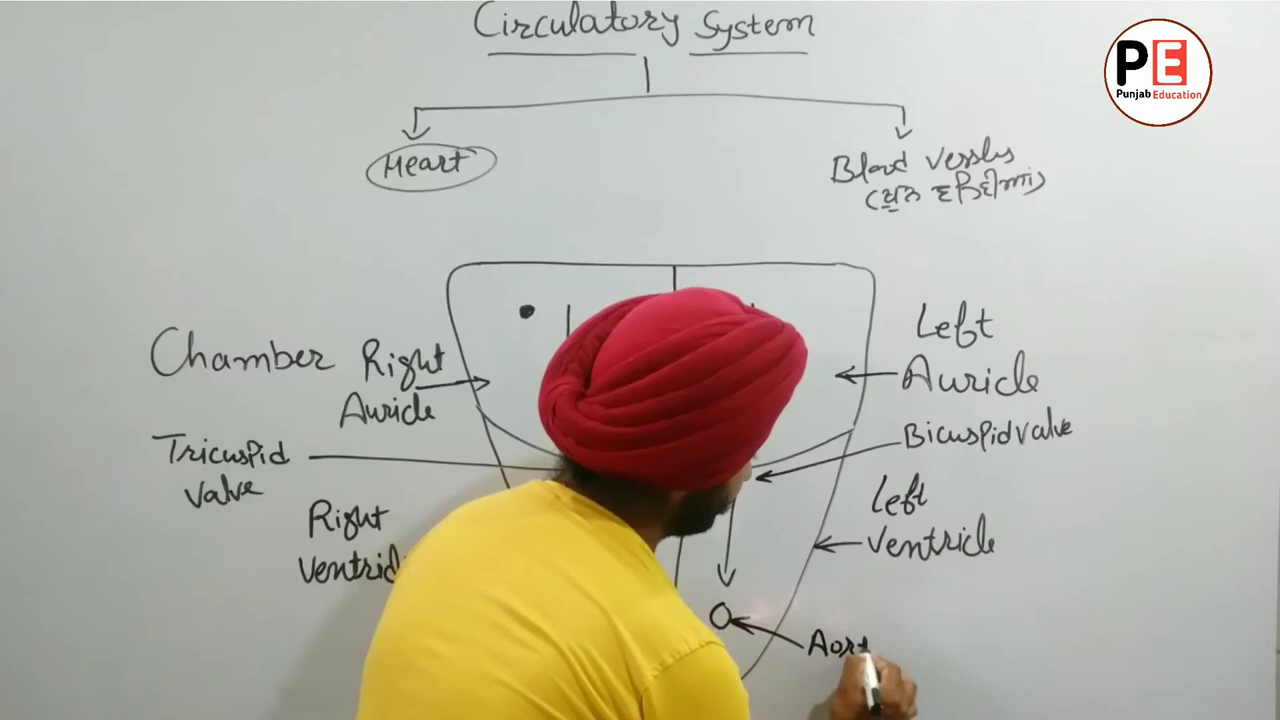 Circulatory System
PE
Punjab Education
Heart
Blood Vessles
Chamber
Right
Auricle
Left
Auricle
Tricuspid
Valve
Bicuspid valve
Right
Left
ventricle
Aort